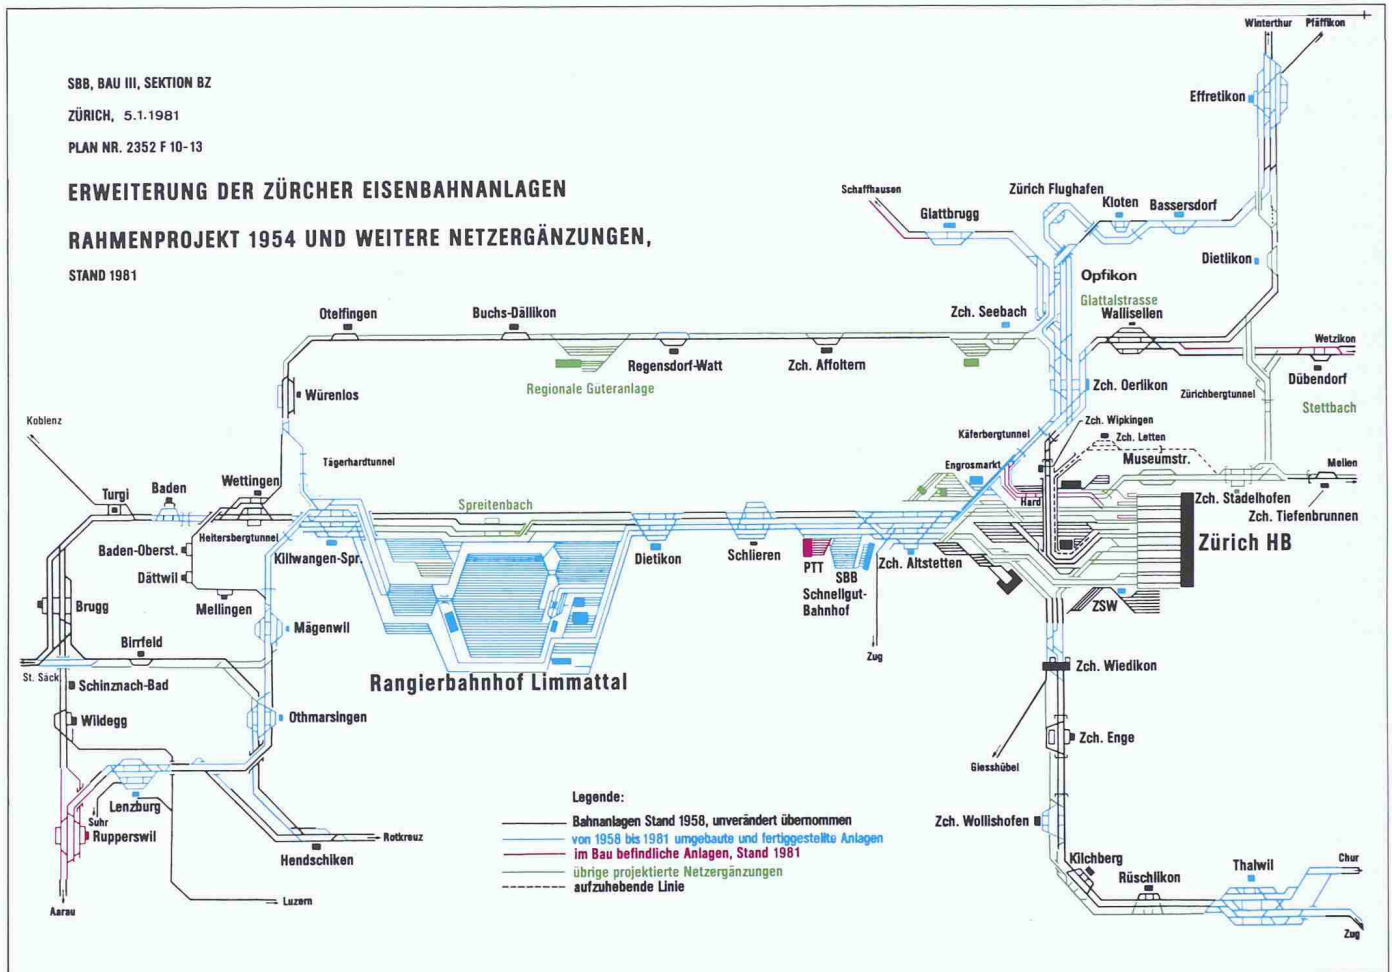 Winterthur
Pfäffikon
SBB, BAU III, SEKTION BZ
ZÜRICH, 5.1.1981
PLAN NR. 2352 F 10-13
ERWEITERUNG DER ZÜRCHER EISENBAHNANLAGEN
RAHMENPROJEKT 1954 UND WEITERE NETZERGÄNZUNGEN,
STAND 1981
Effretikon
Schaffhausen
Glattbrugg
Zürich Flughafen
Kloten
Bassersdorf
Dietlikon
Opfikon
Glattalstrasse
Otelfingen
Buchs-Dällikon
Zch. Seebach
Wallisellen
Regensdorf-Watt
Zch. Affoltern
Wetzikon
Regionale Güteranlage
Würenlos
Zch. Oerlikon
Zürichbergtunnel
Dübendorf
Stettbach
Koblenz
Käferbergtunnel
Zch. Wipkingen
Zch. Letten
Museumstr.
Tägerhardtunnel
Engrosmarkt
Meilen
Turgi
Baden
Wettingen
Spreitenbach
Hard
Zch. Stadelhofen
Zch. Tiefenbrunnen
Heitersbergtunnel
Baden-Oberst.
Killwangen-Spr.
Dietikon
Schlieren
PTT
SBB
Schnellgut-
Bahnhof
Zch. Altstetten
Zürich HB
Dättwil
Mellingen
Brugg
Mägenwil
ZSW
Birrfeld
Zug
St. Säck.
Schinznach-Bad
Rangierbahnhof Limmattal
Zch. Wiedikon
Wildegg
Othmarsingen
Zch. Enge
Giesshübel
Lenzburg
Suhr
Rupperswil
Rotkreuz
Hendschiken
Zch. Wollishofen
Legende:
Bahnanlagen Stand 1958, unverändert übernommen
von 1958 bis 1981 umgebaute und fertiggestellte Anlagen
im Bau befindliche Anlagen, Stand 1981
übrige projektierte Netzergänzungen
aufzuhebende Linie
Kilchberg
Rüschlikon
Thalwil
Chur
Aarau
Luzern
Zug